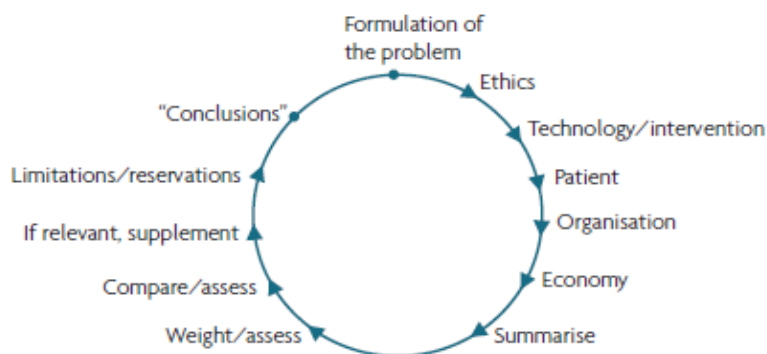 Formulation of
the problem
Ethics
Technology/intervention
Patient
Organisation
Economy
Summarise
Weight/assess
Compare/assess
If relevant, supplement
Limitations/reservations
“Conclusions”